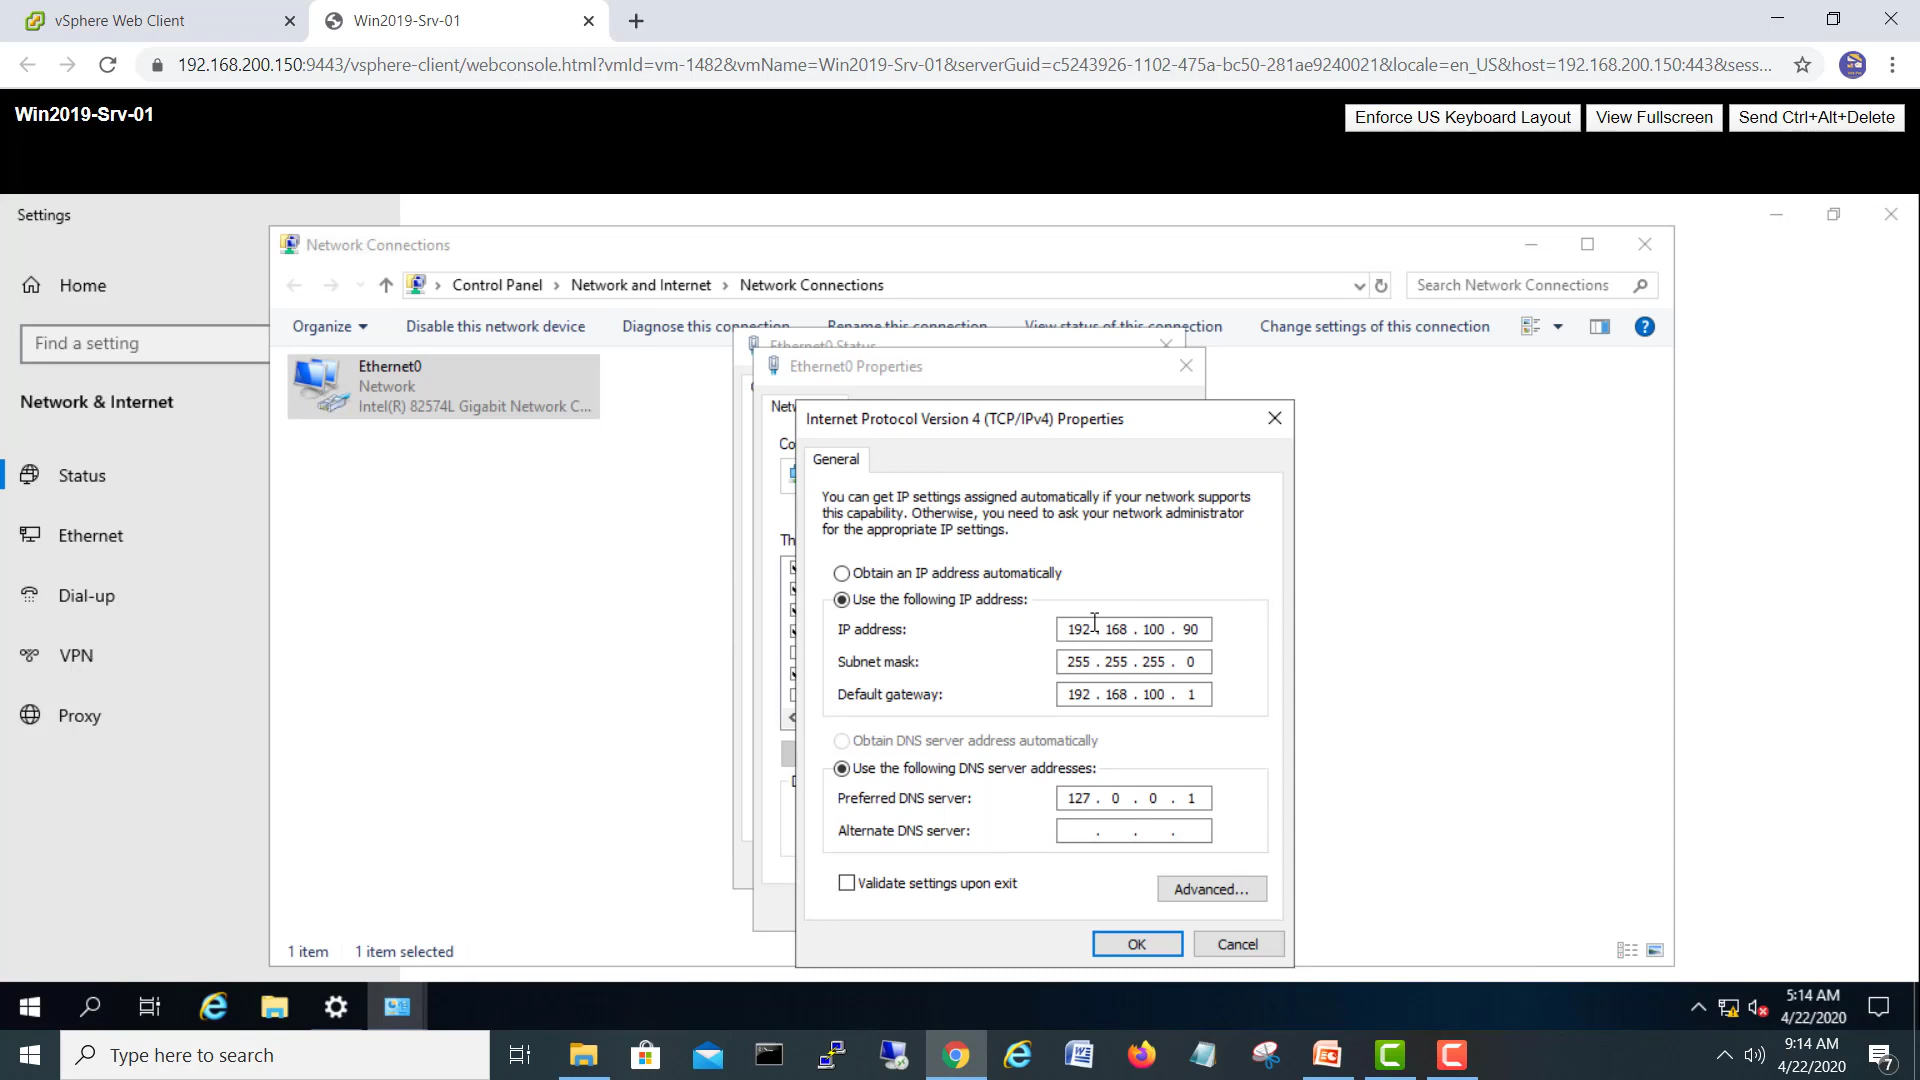 vSphere Web Client
Win2019-Srv-01
192.168.200.150:9443/vsphere-client/webconsole.html?vmId=vm-1482&vmName=Win2019-Srv-01&serverGuid=c5243926-1102-475a-bc50-281ae9240021&locale=en_US&host=192.168.200.150:443&sess...
Win2019-Srv-01
Enforce US Keyboard Layout
View Fullscreen
Send Ctrl+Alt+Delete
Settings
Home
Find a setting
Network & Internet
Status
Ethernet
Dial-up
VPN
Proxy
Network Connections
Control Panel > Network and Internet > Network Connections
Search Network Connections
Organize
Disable this network device
Diagnose this connection
Rename this connection
View status of this connection
Change settings of this connection
Ethernet0
Network
Intel(R) 82574L Gigabit Network C...
Ethernet0 Status
Ethernet0 Properties
Internet Protocol Version 4 (TCP/IPv4) Properties
General
You can get IP settings assigned automatically if your network supports
this capability. Otherwise, you need to ask your network administrator
for the appropriate IP settings.
Obtain an IP address automatically
Use the following IP address:
IP address: 192 . 168 . 100 . 90
Subnet mask: 255 . 255 . 255 . 0
Default gateway: 192 . 168 . 100 . 1
Obtain DNS server address automatically
Use the following DNS server addresses:
Preferred DNS server: 127 . 0 . 0 . 1
Alternate DNS server: . . .
Validate settings upon exit
Advanced...
OK
Cancel
1 item
1 item selected
5:14 AM
4/22/2020
Type here to search
9:14 AM
4/22/2020
7